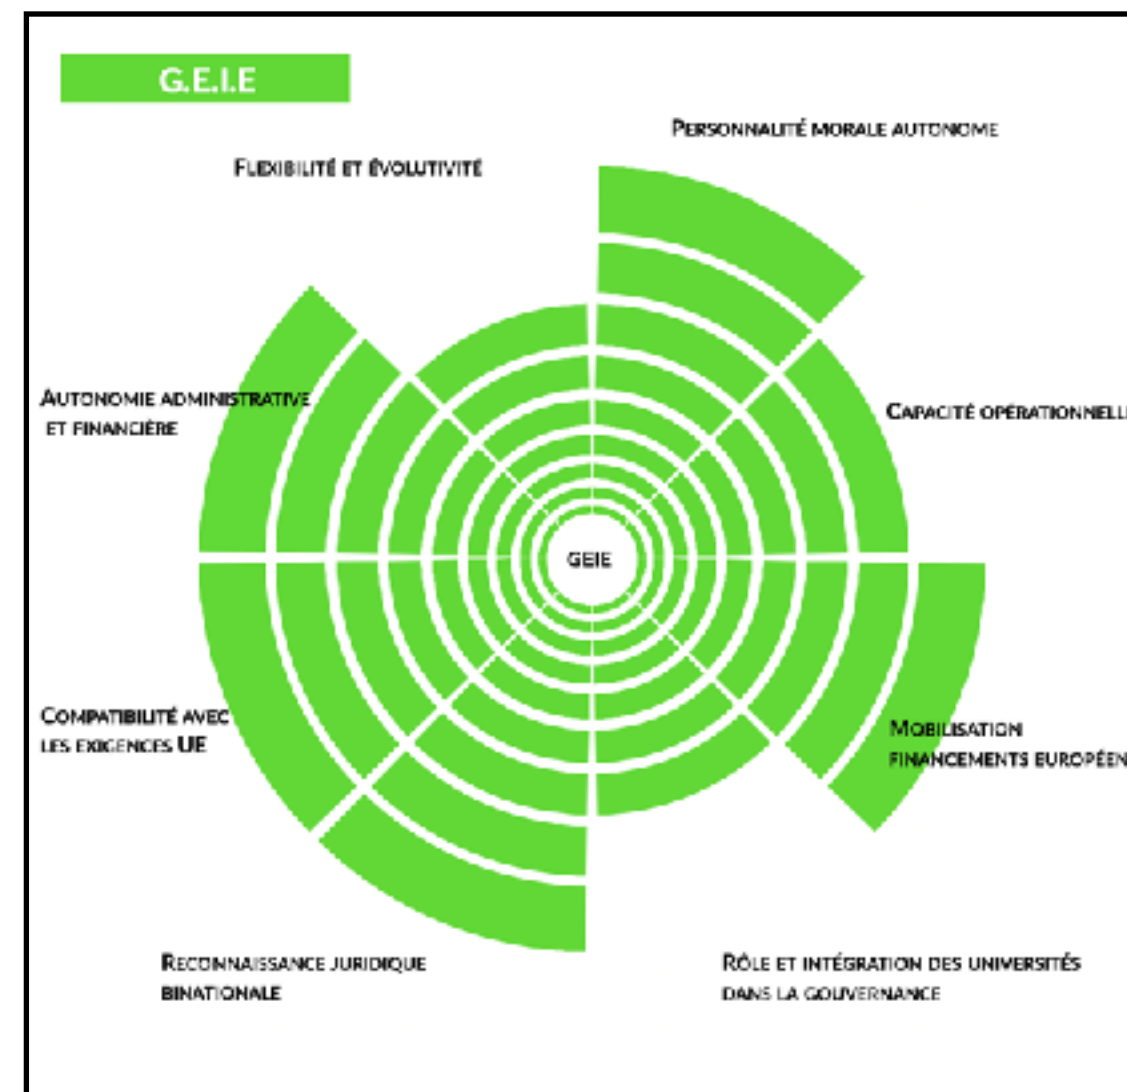 G.E.I.E
PERSONNALITÉ MORALE AUTONOME
FLEXIBILITÉ ET ÉVOLUTIVITÉ
AUTONOMIE ADMINISTRATIVE
ET FINANCIÈRE
CAPACITÉ OPÉRATIONNELL
GEIE
COMPATIBILITÉ AVEC
LES EXIGENCES UE
MOBILISATION
FINANCEMENTS EUROPÉEN
RECONNAISSANCE JURIDIQUE
BINATIONALE
RÔLE ET INTÉGRATION DES UNIVERSITÉS
DANS LA GOUVERNANCE